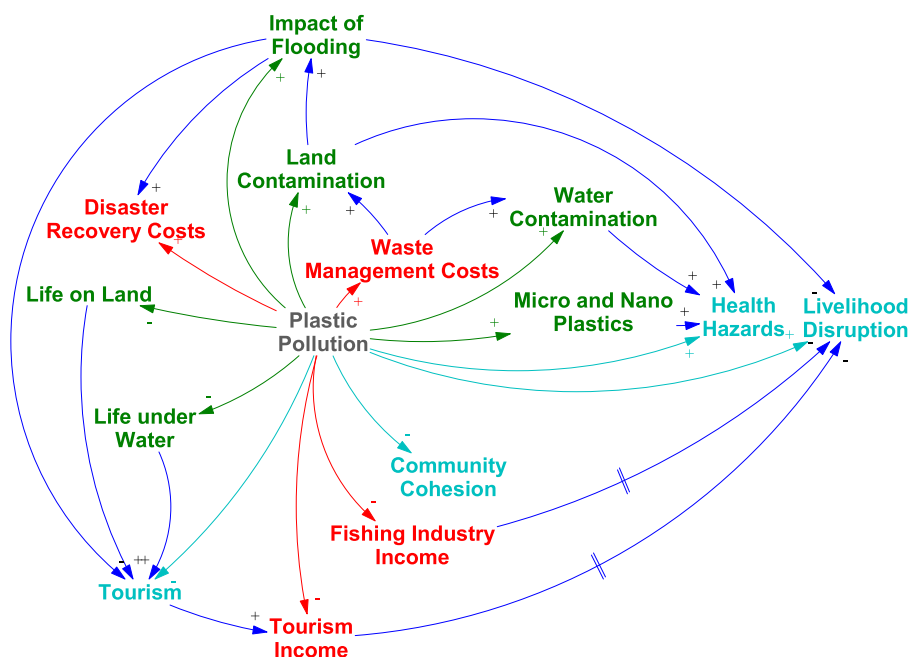 Impact of
Flooding
+
+
Land
Contamination
+
Disaster
Recovery Costs
+
+
+
Water
Contamination
+
+
Waste
Management Costs
+
+
+
Life on Land
-
Micro and Nano
Plastics
+
+
Health
Hazards
+
-
Livelihood
Disruption
+
-
-
Plastic
Pollution
-
Life under
Water
-
Community
Cohesion
-
Fishing Industry
Income
-
++
Tourism
-
+
-
Tourism
Income